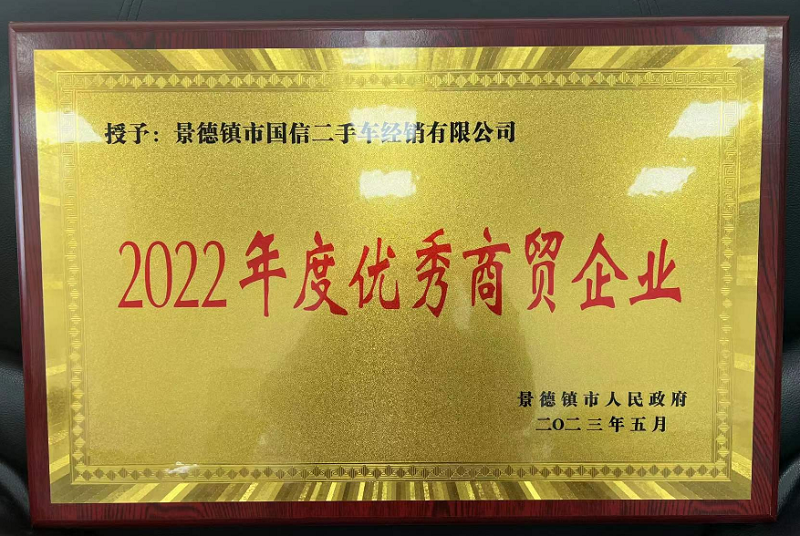 授予：景德镇市国信二手车经销有限公司
2022年度优秀商贸企业
景德镇市人民政府
二〇二三年五月